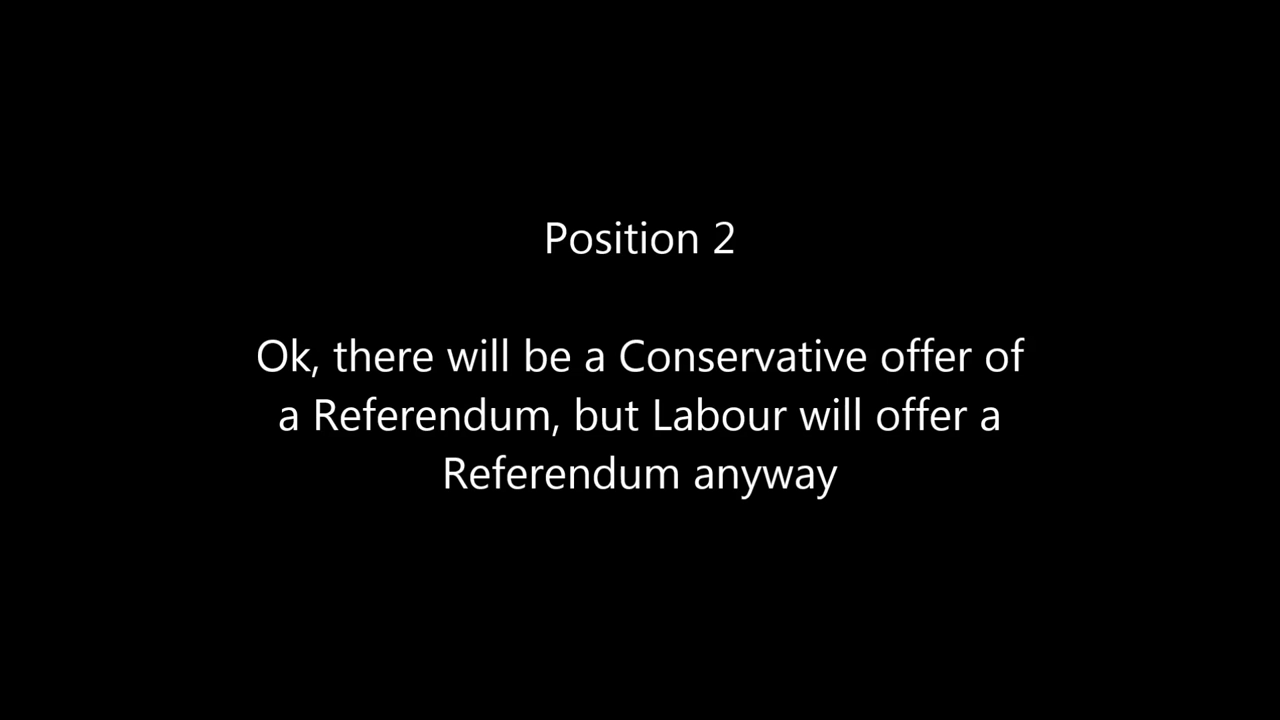 Position 2
Ok, there will be a Conservative offer of
a Referendum, but Labour will offer a
Referendum anyway